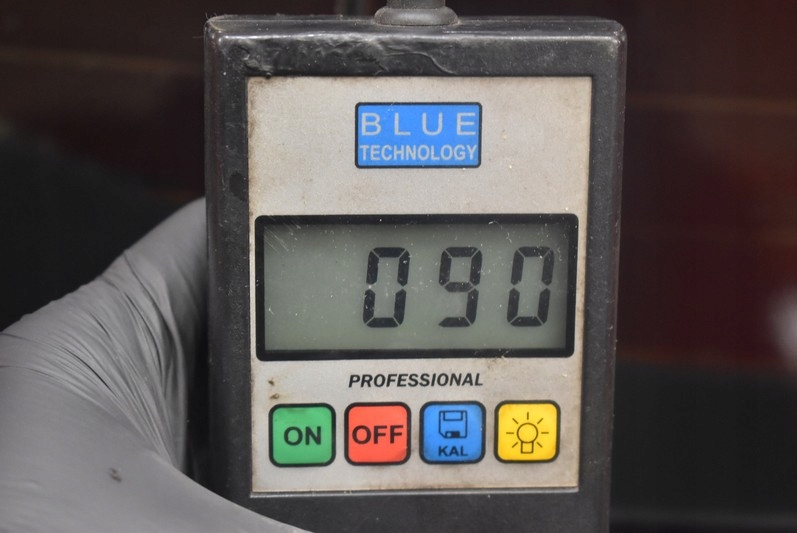 BLUE
TECHNOLOGY
090
PROFESSIONAL
ON OFF KAL